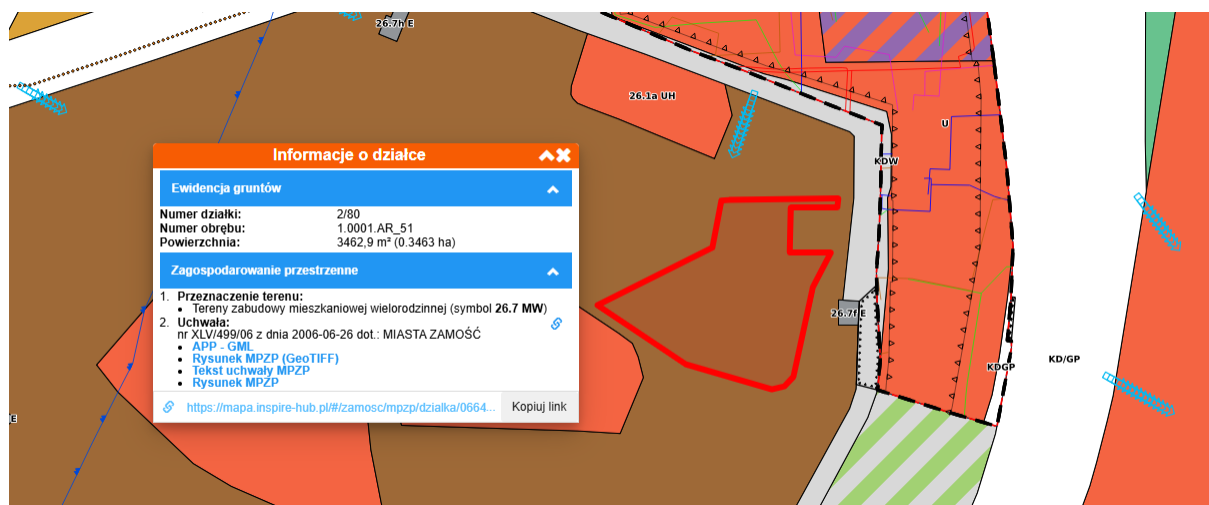 26.7h E
26.1a UH
U
KDW
Informacje o działce
Ewidencja gruntów
Numer działki: 2/80
Numer obrębu: 1.0001.AR_51
Powierzchnia: 3462,9 m² (0.3463 ha)
Zagospodarowanie przestrzenne
1. Przeznaczenie terenu:
• Tereny zabudowy mieszkaniowej wielorodzinnej (symbol 26.7 MW)
2. Uchwała:
nr XLV/499/06 z dnia 2006-06-26 dot.: MIASTA ZAMOŚĆ
• APP - GML
• Rysunek MPZP (GeoTIFF)
• Tekst uchwały MPZP
• Rysunek MPZP
https://mapa.inspire-hub.pl/#/zamosc/mpzp/dzialka/0664...
Kopiuj link
26.7f E
KDGP
KD/GP
E